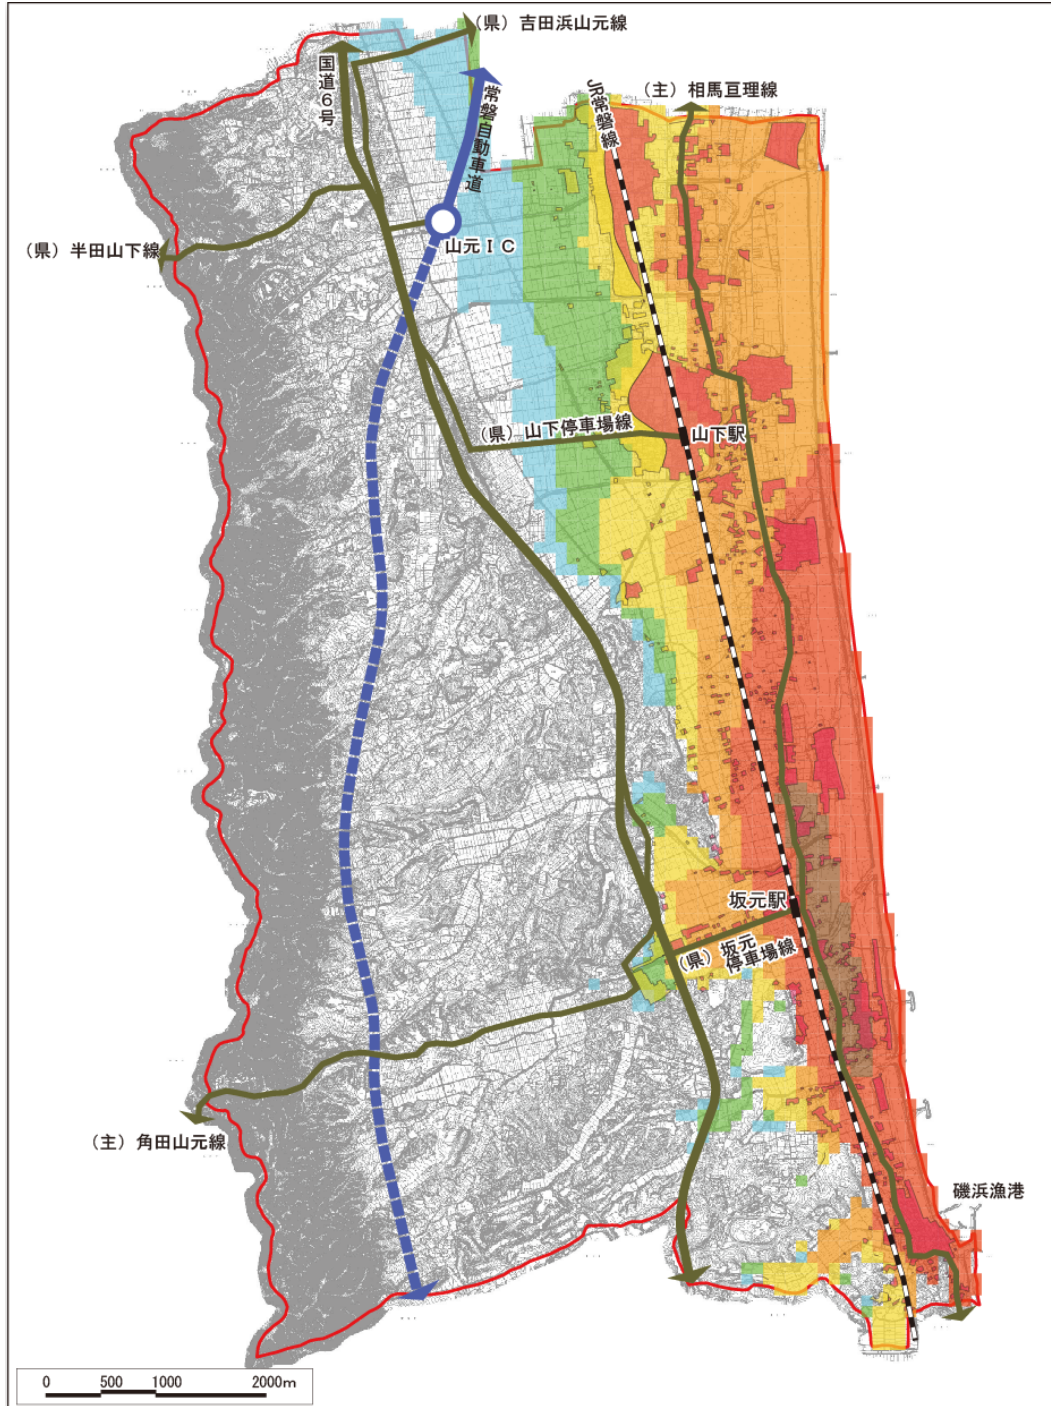 (県) 吉田浜山元線
国道6号
常磐自動車道
JR常磐線
(主) 相馬亘理線
(県) 半田山下線
山元IC
(県) 山下停車場線
山下駅
坂元駅
(県) 坂元
停車場線
(主) 角田山元線
磯浜漁港
0 500 1000 2000m